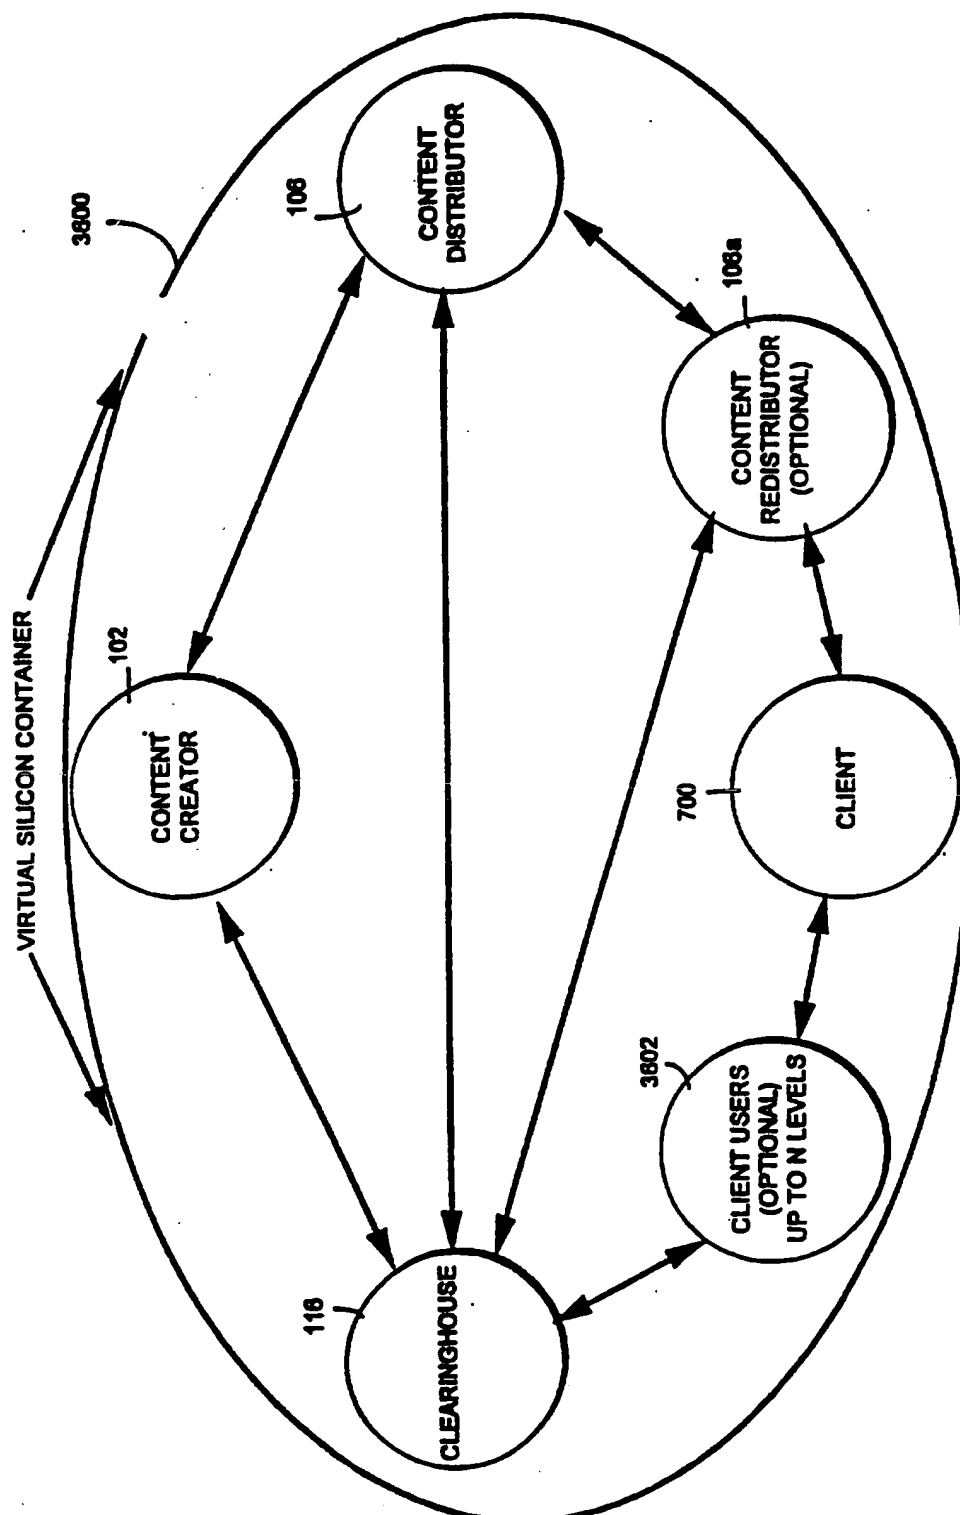 VIRTUAL SILICON CONTAINER
3600
102
CONTENT
CREATOR
116
CLEARINGHOUSE
106
CONTENT
DISTRIBUTOR
3602
CLIENT USERS
(OPTIONAL)
UP TO N LEVELS
700
CLIENT
106a
CONTENT
REDISTRIBUTOR
(OPTIONAL)